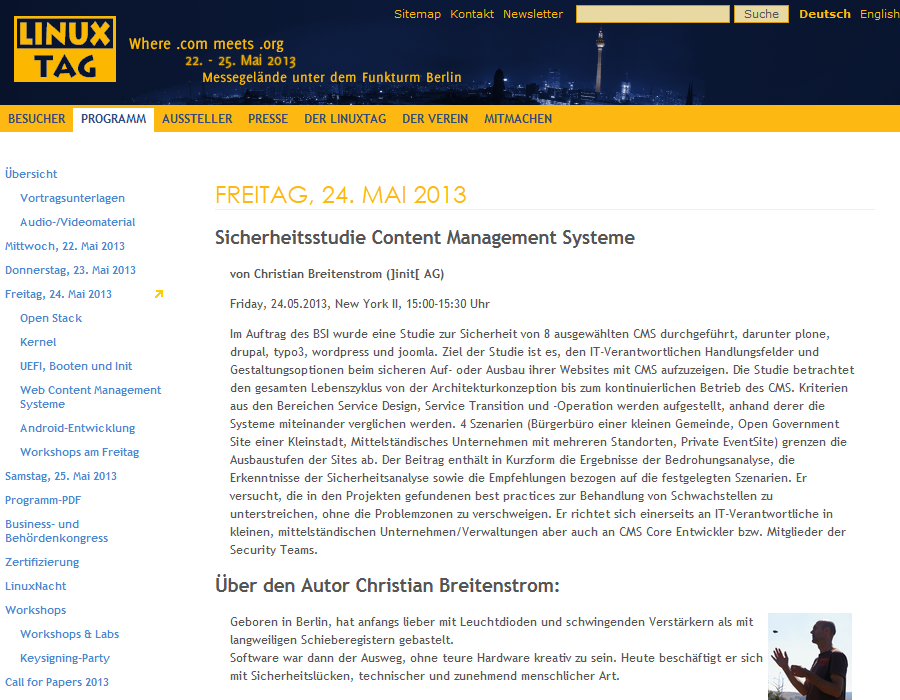 Sitemap Kontakt Newsletter Suche Deutsch English
LINUX
TAG
Where .com meets .org
22. - 25. Mai 2013
Messegelände unter dem Funkturm Berlin
BESUCHER PROGRAMM AUSSTELLER PRESSE DER LINUXTAG DER VEREIN MITMACHEN
Übersicht
Vortragsunterlagen
Audio-/Videomaterial
Mittwoch, 22. Mai 2013
Donnerstag, 23. Mai 2013
Freitag, 24. Mai 2013
Open Stack
Kernel
UEFI, Booten und Init
Web Content Management
Systeme
Android-Entwicklung
Workshops am Freitag
Samstag, 25. Mai 2013
Programm-PDF
Business- und
Behördenkongress
Zertifizierung
LinuxNacht
Workshops
Workshops & Labs
Keysigning-Party
Call for Papers 2013
FREITAG, 24. MAI 2013
Sicherheitsstudie Content Management Systeme
von Christian Breitenstrom (]init[ AG)
Friday, 24.05.2013, New York II, 15:00-15:30 Uhr
Im Auftrag des BSI wurde eine Studie zur Sicherheit von 8 ausgewählten CMS durchgeführt, darunter plone,
drupal, typo3, wordpress und joomla. Ziel der Studie ist es, den IT-Verantwortlichen Handlungsfelder und
Gestaltungsoptionen beim sicheren Auf- oder Ausbau ihrer Websites mit CMS aufzuzeigen. Die Studie betrachtet
den gesamten Lebenszyklus von der Architekturkonzeption bis zum kontinuierlichen Betrieb des CMS. Kriterien
aus den Bereichen Service Design, Service Transition und -Operation werden aufgestellt, anhand derer die
Systeme miteinander verglichen werden. 4 Szenarien (Bürgerbüro einer kleinen Gemeinde, Open Government
Site einer Kleinstadt, Mittelständisches Unternehmen mit mehreren Standorten, Private EventSite) grenzen die
Ausbaustufen der Sites ab. Der Beitrag enthält in Kurzform die Ergebnisse der Bedrohungsanalyse, die
Erkenntnisse der Sicherheitsanalyse sowie die Empfehlungen bezogen auf die festgelegten Szenarien. Er
versucht, die in den Projekten gefundenen best practices zur Behandlung von Schwachstellen zu
unterstreichen, ohne die Problemzonen zu verschweigen. Er richtet sich einerseits an IT-Verantwortliche in
kleinen, mittelständischen Unternehmen/Verwaltungen aber auch an CMS Core Entwickler bzw. Mitglieder der
Security Teams.
Über den Autor Christian Breitenstrom:
Geboren in Berlin, hat anfangs lieber mit Leuchtdioden und schwingenden Verstärkern als mit
langweiligen Schieberegistern gebastelt.
Software war dann der Ausweg, ohne teure Hardware kreativ zu sein. Heute beschäftigt er sich
mit Sicherheitslücken, technischer und zunehmend menschlicher Art.